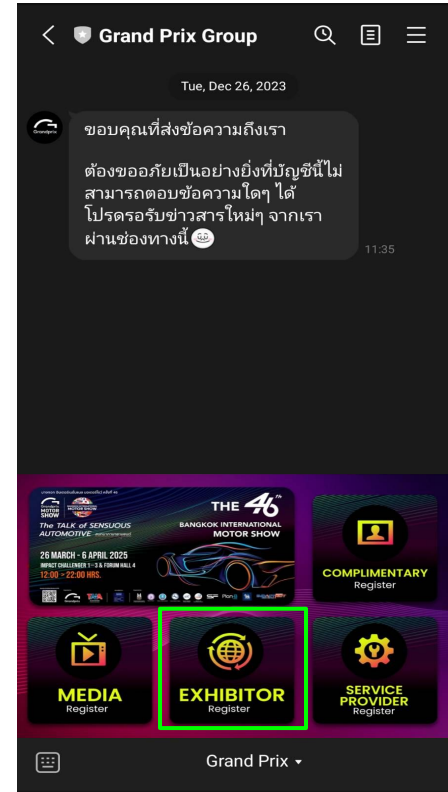 Grand Prix Group
Tue, Dec 26, 2023
Grandprix
ขอบคุณที่ส่งข้อความถึงเรา
ต้องขออภัยเป็นอย่างยิ่งที่บัญชีนี้ไม่
สามารถตอบข้อความใดๆ ได้
โปรดรอรับข่าวสารใหม่ๆ จากเรา
ผ่านช่องทางนี้
11:35
MOTOR
SHOW
The TALK of SENSUOUS
AUTOMOTIVE
26 MARCH - 6 APRIL 2025
IMPACT CHALLENGER 1-3 & FORUM HALL 4
12:00 - 22:00 HRS.
THE 46th
BANGKOK INTERNATIONAL
MOTOR SHOW
COMPLIMENTARY
Register
MEDIA
Register
EXHIBITOR
Register
SERVICE
PROVIDER
Register
Grand Prix